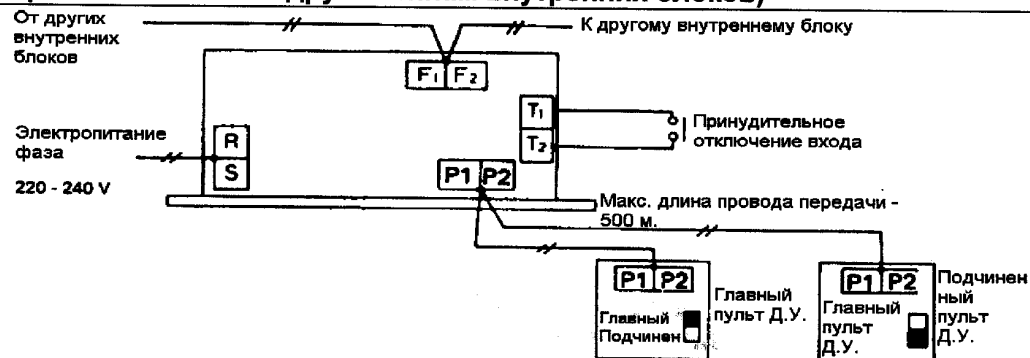 внутренних блоков)
От других
внутренних
блоков
К другому внутреннему блоку
F1 F2
T1
T2
Принудительное
отключение входа
Электропитание
фаза
220 - 240 V
R
S
P1 P2
Макс. длина провода передачи -
500 м.
P1 P2
Главный
Подчинен
Главный
пульт Д.У.
P1 P2
Главный
пульт
Д.У.
Подчинен
ный
пульт
Д.У.